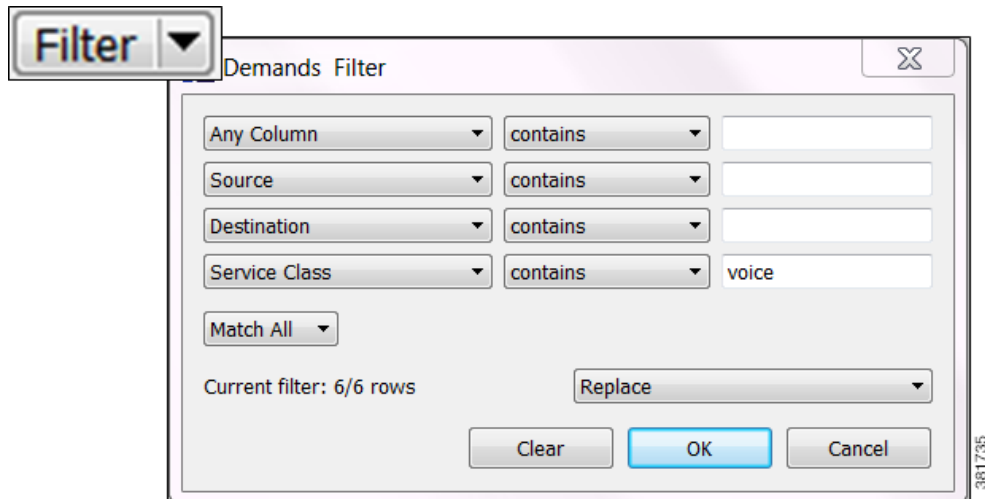 Filter
Demands Filter
Any Column contains
Source contains
Destination contains
Service Class contains voice
Match All
Current filter: 6/6 rows Replace
Clear OK Cancel
381735